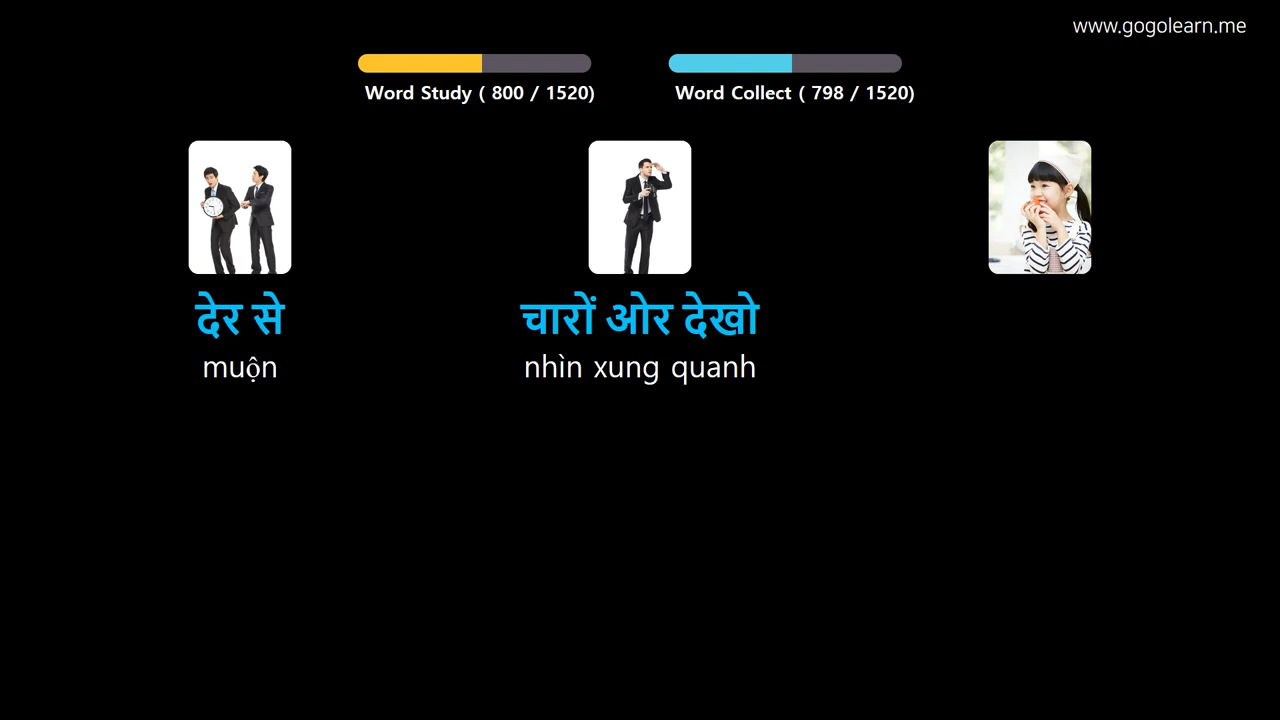 www.gogolearn.me
Word Study ( 800 / 1520)
Word Collect ( 798 / 1520)
देर से
चारों ओर देखो
muộn
nhìn xung quanh